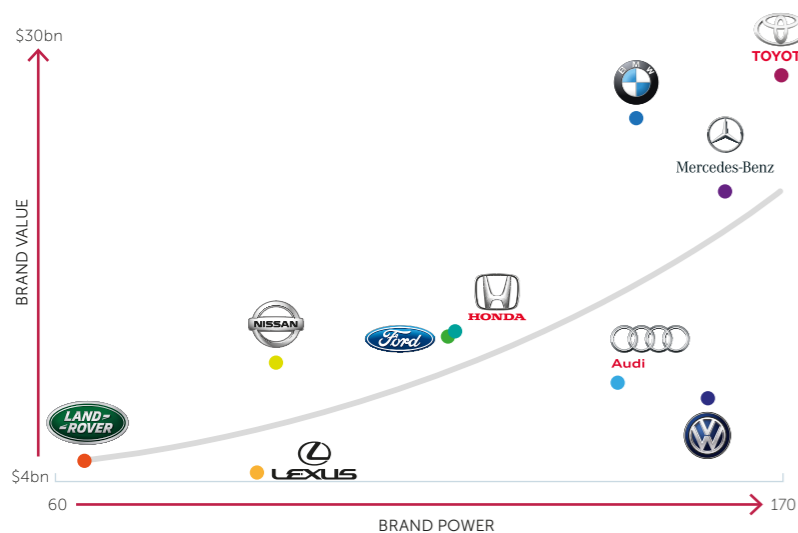 $30bn
TOYOT
BMW
Mercedes-Benz
BRAND VALUE
HONDA
NISSAN
Ford
Audi
LAND-
ROVER
LEXUS
$4bn
60
170
BRAND POWER